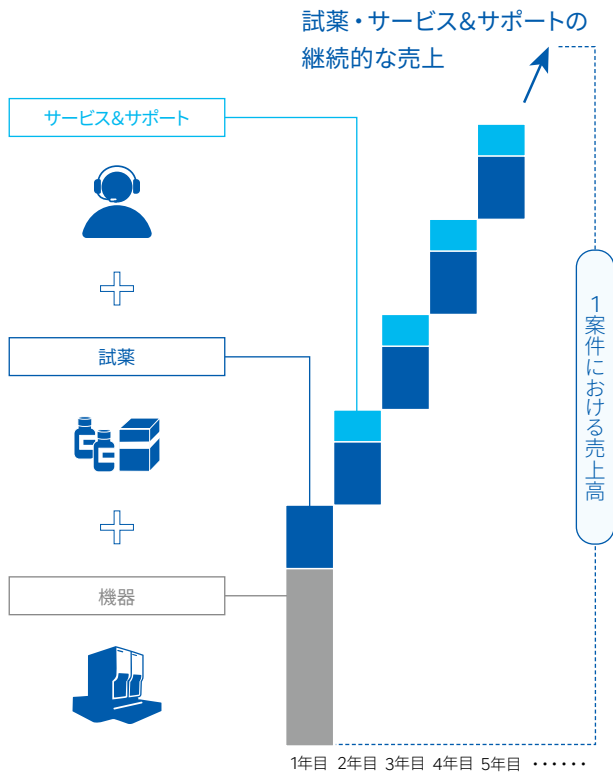 試薬・サービス&サポートの
継続的な売上
サービス&サポート
試薬
機器
1案件における売上高
1年目 2年目 3年目 4年目 5年目 ・・・・・・